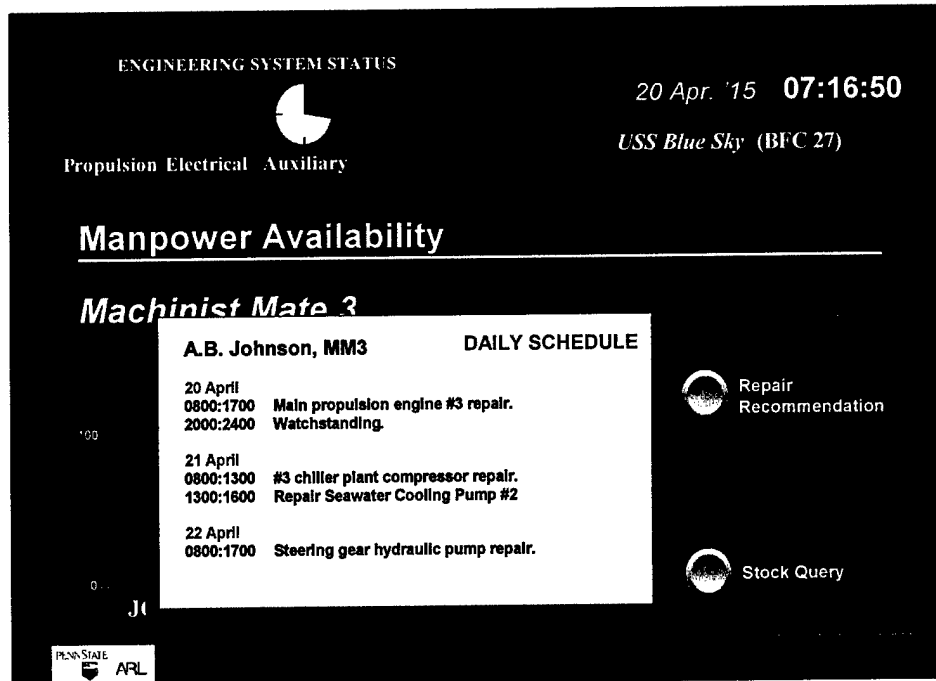 ENGINEERING SYSTEM STATUS
20 Apr. '15 07:16:50
USS Blue Sky (BFC 27)
Propulsion Electrical Auxiliary
Manpower Availability
Machinist Mate 3
A.B. Johnson, MM3 DAILY SCHEDULE
20 April
0800:1700 Main propulsion engine #3 repair.
2000:2400 Watchstanding.
21 April
0800:1300 #3 chiller plant compressor repair.
1300:1600 Repair Seawater Cooling Pump #2
22 April
0800:1700 Steering gear hydraulic pump repair.
Repair
Recommendation
100
Stock Query
0
PENNSTATE
ARL